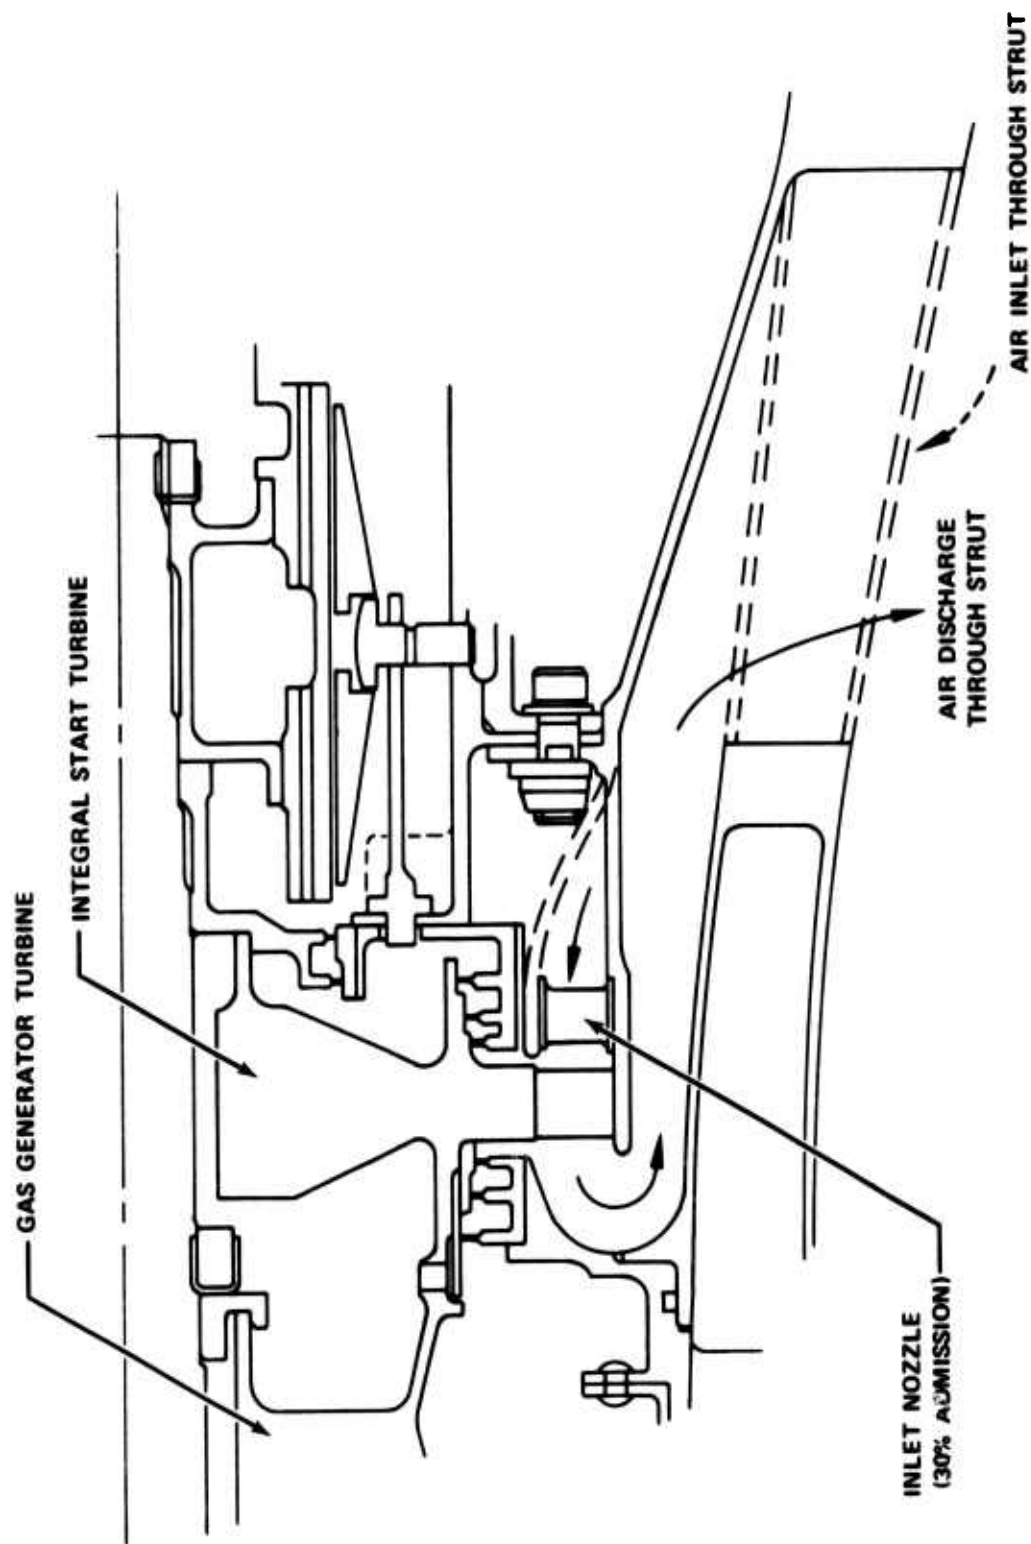 GAS GENERATOR TURBINE
INTEGRAL START TURBINE
AIR DISCHARGE
THROUGH STRUT
AIR INLET THROUGH STRUT
INLET NOZZLE
(30% ADMISSION)